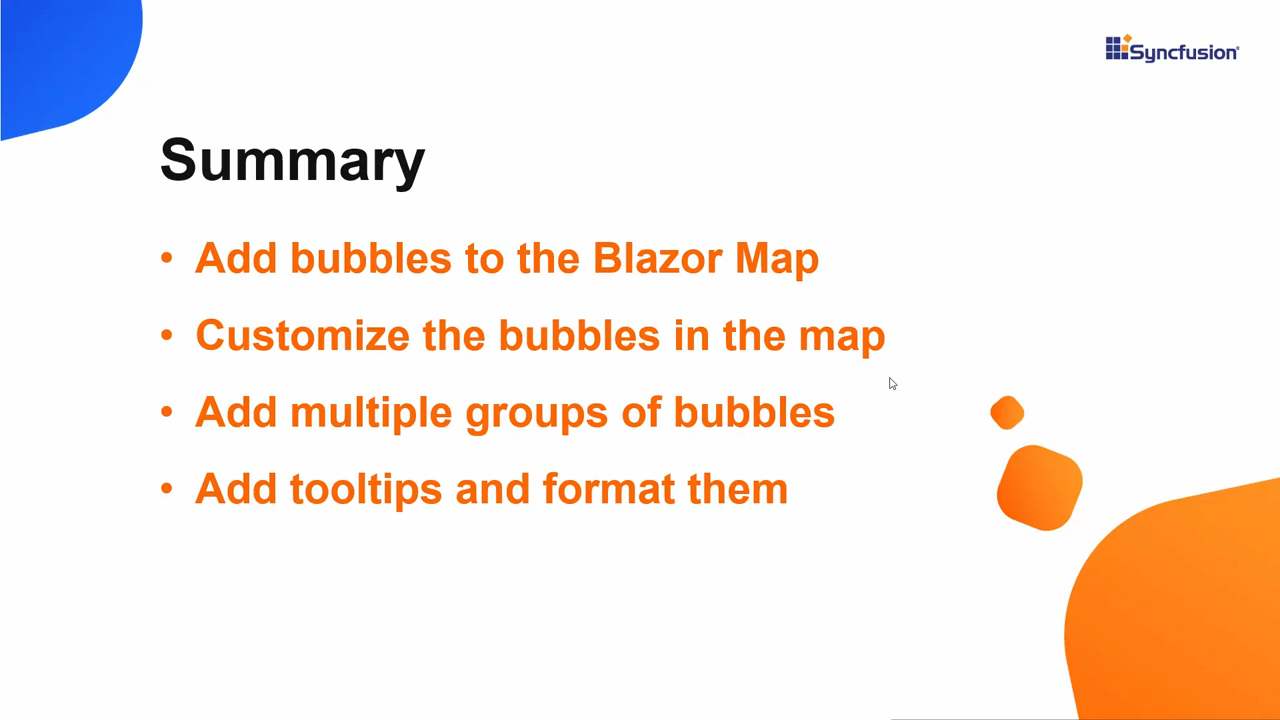 Syncfusion®
Summary
• Add bubbles to the Blazor Map
• Customize the bubbles in the map
• Add multiple groups of bubbles
• Add tooltips and format them